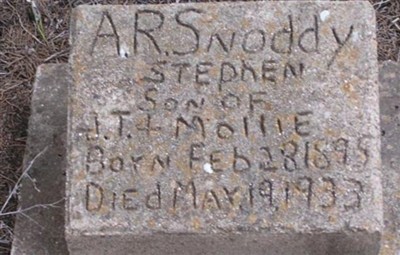 A.R. Snoddy
STEPHEN
SON OF
J.T. & MOLLIE
BORN FEB 28 1895
DIED MAY. 19, 1933